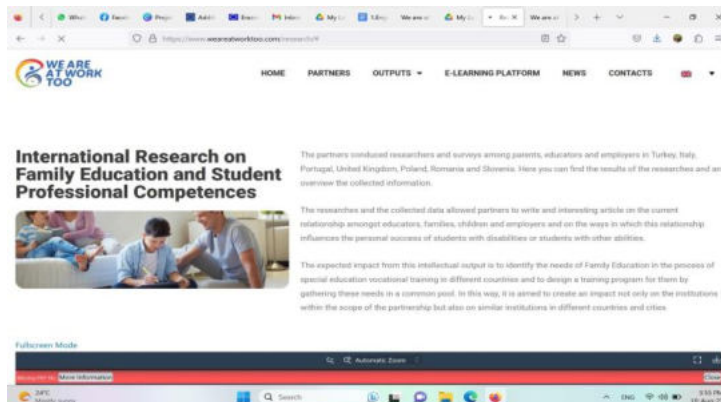 https://www.weareatworktoo.com/research/#
WE ARE
AT WORK
TOO
HOME PARTNERS OUTPUTS E-LEARNING PLATFORM NEWS CONTACTS
International Research on
Family Education and Student
Professional Competences
The partners conduced researchers and surveys among parents, educators and employers in Turkey, Italy,
Portugal, United Kingdom, Poland, Romania and Slovenia. Here you can find the results of the researches and an
overview the collected information.
The researches and the collected data allowed partners to write and interesting article on the current
relationship amongst educators, families, children and employers and on the ways in which this relationship
influences the personal success of students with disabilities or students with other abilities.
The expected impact from this intellectual output is to identify the needs of Family Education in the process of
special education vocational training in different countries and to design a training program for them by
gathering these needs in a common pool. In this way, it is aimed to create an impact not only on the institutions
within the scope of the partnership but also on similar institutions in different countries and cities.
Fullscreen Mode
Automatic Zoom
More Information Close
24°C
Search
ENG